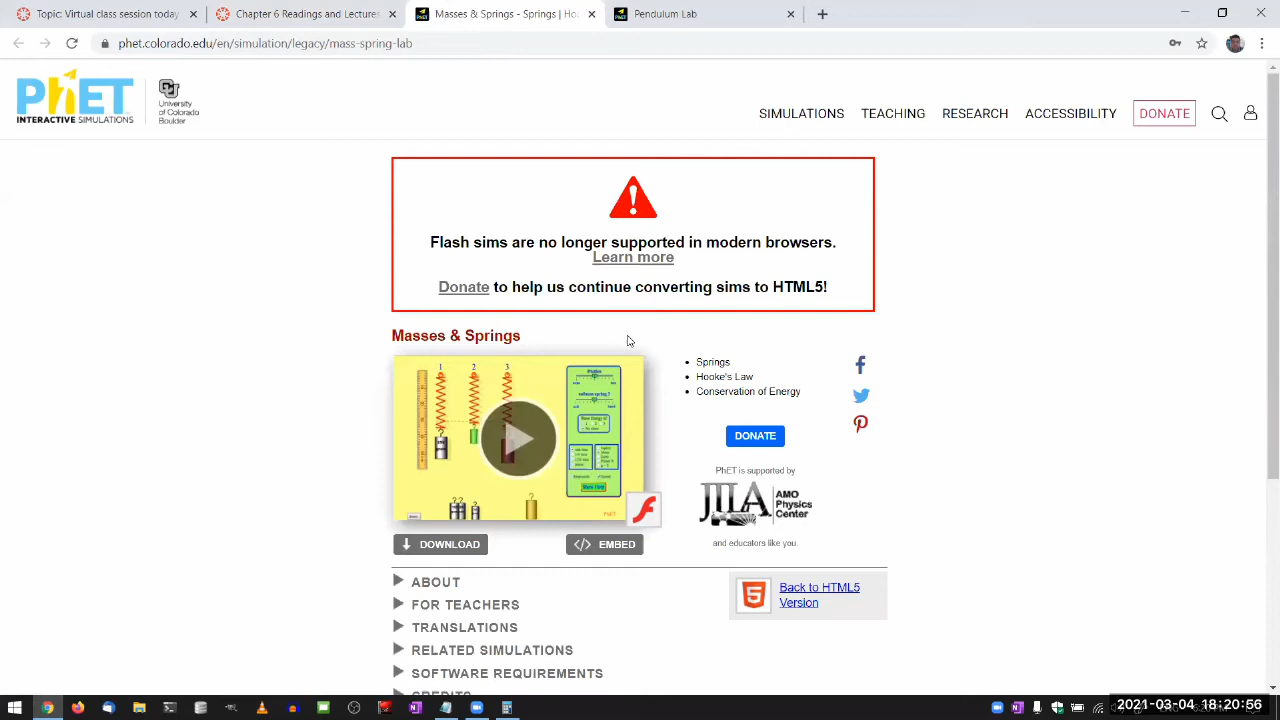 Topic: Virtual class session today
Chapter 6 Readings and Virtual c
Masses & Springs - Springs | Ho
Pendulum Lab
phet.colorado.edu/en/simulation/legacy/mass-spring-lab
PhET
INTERACTIVE SIMULATIONS
University
of Colorado
Boulder
SIMULATIONS
TEACHING
RESEARCH
ACCESSIBILITY
DONATE
Flash sims are no longer supported in modern browsers.
Learn more
Donate to help us continue converting sims to HTML5!
Masses & Springs
1 2 3
Springs
Hooke's Law
Conservation of Energy
DONATE
PhET is supported by
JILA AMO
Physics
Center
and educators like you.
DOWNLOAD
EMBED
Back to HTML5
Version
ABOUT
FOR TEACHERS
TRANSLATIONS
RELATED SIMULATIONS
SOFTWARE REQUIREMENTS
CREDITS
2021-03-04 18:20:56